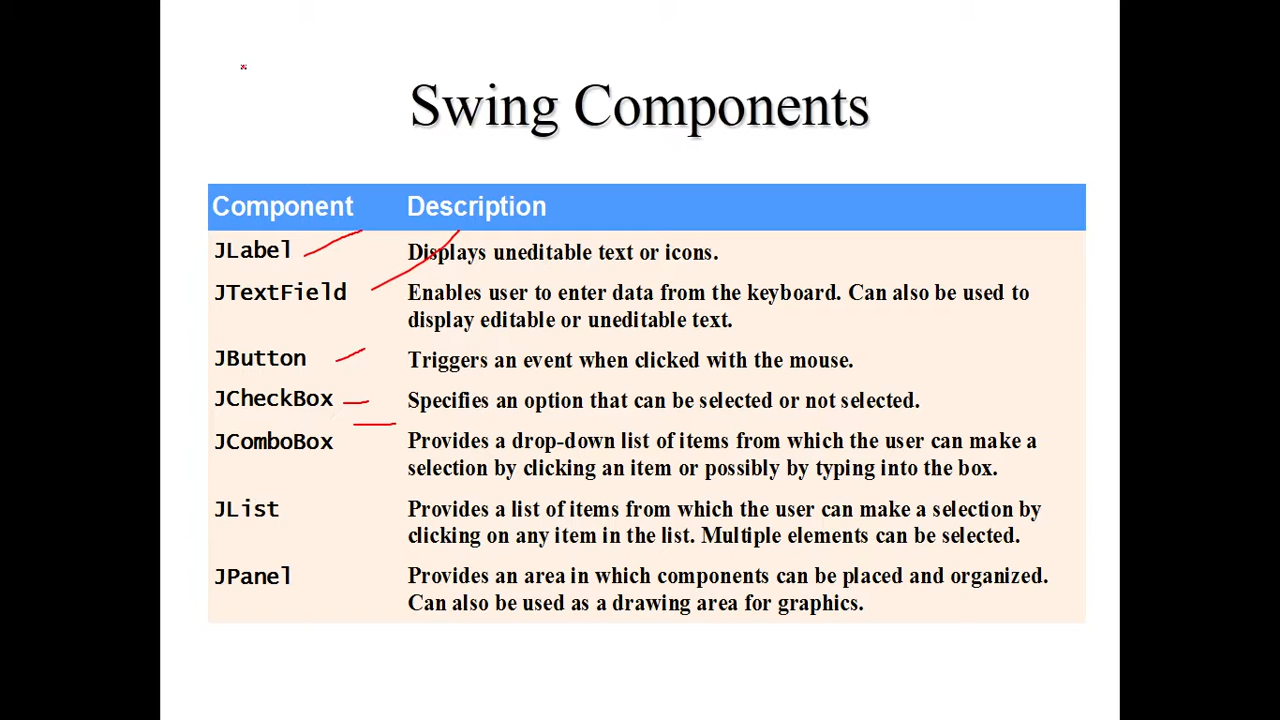 Swing Components
Component Description
JLabel Displays uneditable text or icons.
JTextField Enables user to enter data from the keyboard. Can also be used to
display editable or uneditable text.
JButton Triggers an event when clicked with the mouse.
JCheckBox Specifies an option that can be selected or not selected.
JComboBox Provides a drop-down list of items from which the user can make a
selection by clicking an item or possibly by typing into the box.
JList Provides a list of items from which the user can make a selection by
clicking on any item in the list. Multiple elements can be selected.
JPanel Provides an area in which components can be placed and organized.
Can also be used as a drawing area for graphics.